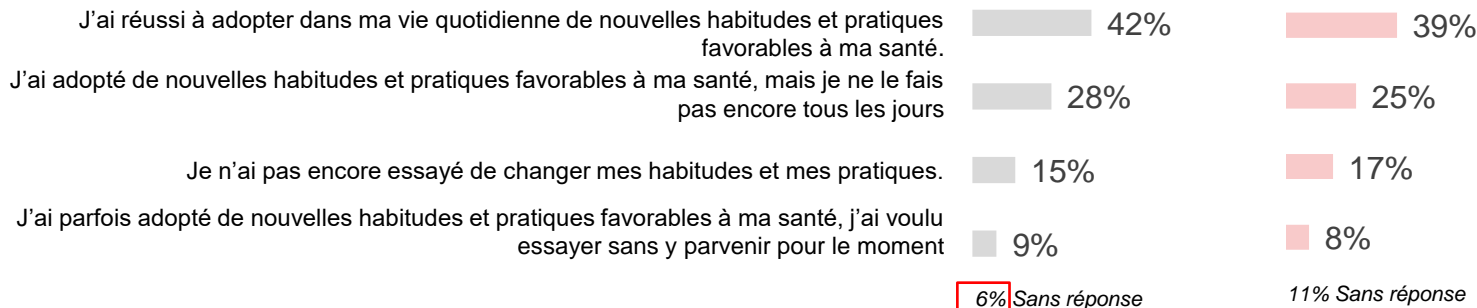 J’ai réussi à adopter dans ma vie quotidienne de nouvelles habitudes et pratiques
favorables à ma santé.
42%
39%
J’ai adopté de nouvelles habitudes et pratiques favorables à ma santé, mais je ne le fais
pas encore tous les jours
28%
25%
Je n’ai pas encore essayé de changer mes habitudes et mes pratiques.
15%
17%
J’ai parfois adopté de nouvelles habitudes et pratiques favorables à ma santé, j’ai voulu
essayer sans y parvenir pour le moment
9%
8%
6% Sans réponse
11% Sans réponse